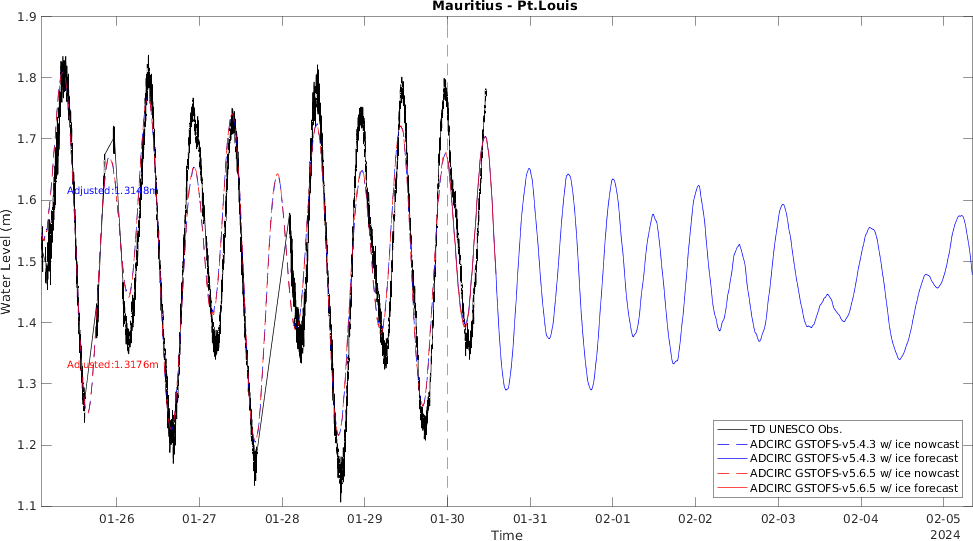 Mauritius - Pt.Louis
1.9
1.8
1.7
1.6
1.5
1.4
1.3
1.2
1.1
Water Level (m)
Adjusted:1.3148m
Adjusted:1.3176m
TD UNESCO Obs.
ADCIRC GSTOFS-v5.4.3 w/ ice nowcast
ADCIRC GSTOFS-v5.4.3 w/ ice forecast
ADCIRC GSTOFS-v5.6.5 w/ ice nowcast
ADCIRC GSTOFS-v5.6.5 w/ ice forecast
01-26 01-27 01-28 01-29 01-30 01-31 02-01 02-02 02-03 02-04 02-05
Time
2024